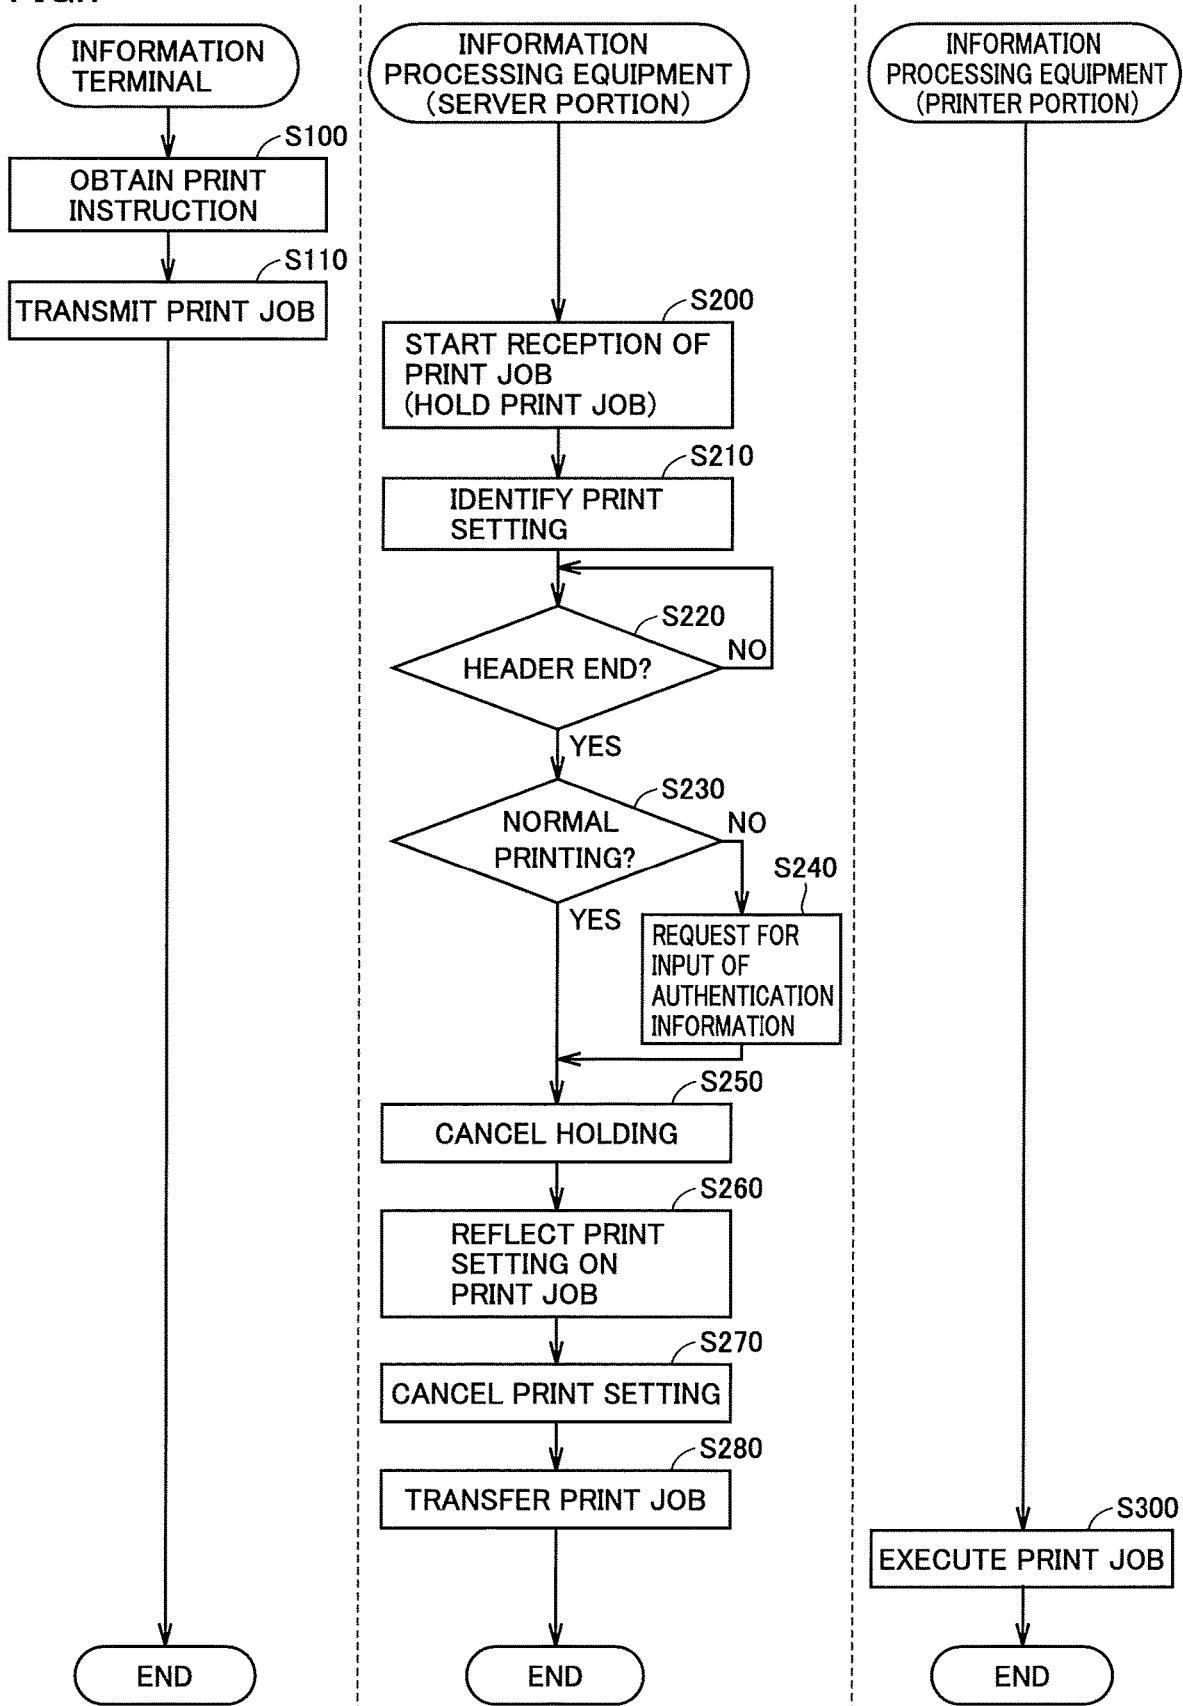 INFORMATION
TERMINAL
S100
OBTAIN PRINT
INSTRUCTION
S110
TRANSMIT PRINT JOB
END
INFORMATION
PROCESSING EQUIPMENT
(SERVER PORTION)
S200
START RECEPTION OF
PRINT JOB
(HOLD PRINT JOB)
S210
IDENTIFY PRINT
SETTING
S220
HEADER END?
NO
YES
S230
NORMAL
PRINTING?
NO
YES
S240
REQUEST FOR
INPUT OF
AUTHENTICATION
INFORMATION
S250
CANCEL HOLDING
S260
REFLECT PRINT
SETTING ON
PRINT JOB
S270
CANCEL PRINT SETTING
S280
TRANSFER PRINT JOB
END
INFORMATION
PROCESSING EQUIPMENT
(PRINTER PORTION)
S300
EXECUTE PRINT JOB
END